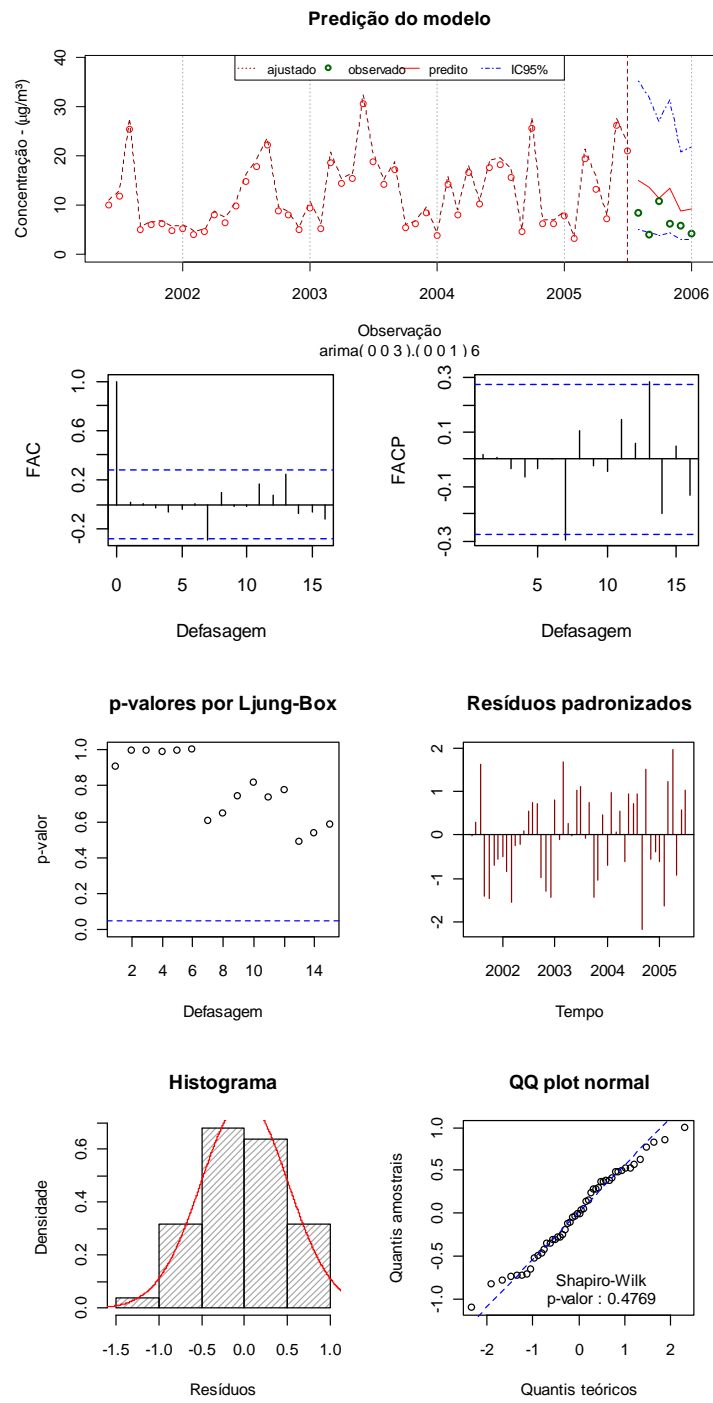 Predição do modelo
ajustado observado predito IC95%
Concentração - (µg/m³)
0 10 20 30 40
2002 2003 2004 2005 2006
Observação
arima( 0 0 3 ).( 0 0 1 ) 6
FAC
-0.2 0.2 0.6 1.0
0 5 10 15
Defasagem
FACP
-0.3 -0.1 0.1 0.3
5 10 15
Defasagem
p-valores por Ljung-Box
p-valor
0.0 0.2 0.4 0.6 0.8 1.0
2 4 6 8 10 14
Defasagem
Resíduos padronizados
-2 -1 0 1 2
2002 2003 2004 2005
Tempo
Histograma
Densidade
0.0 0.2 0.4 0.6
-1.5 -1.0 -0.5 0.0 0.5 1.0
Resíduos
QQ plot normal
Quantis amostrais
-1.0 0.0 0.5 1.0
Shapiro-Wilk
p-valor : 0.4769
-2 -1 0 1 2
Quantis teóricos